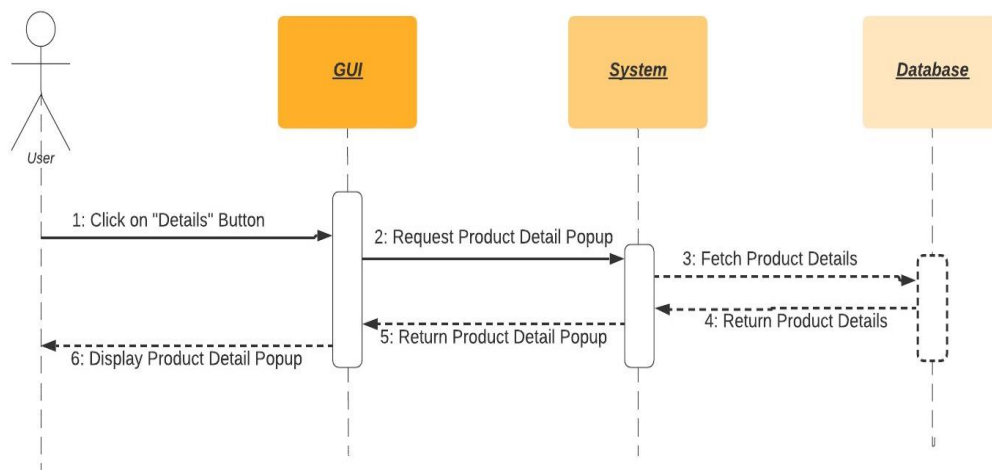 GUI
System
Database
User
1: Click on "Details" Button
2: Request Product Detail Popup
3: Fetch Product Details
4: Return Product Details
5: Return Product Detail Popup
6: Display Product Detail Popup